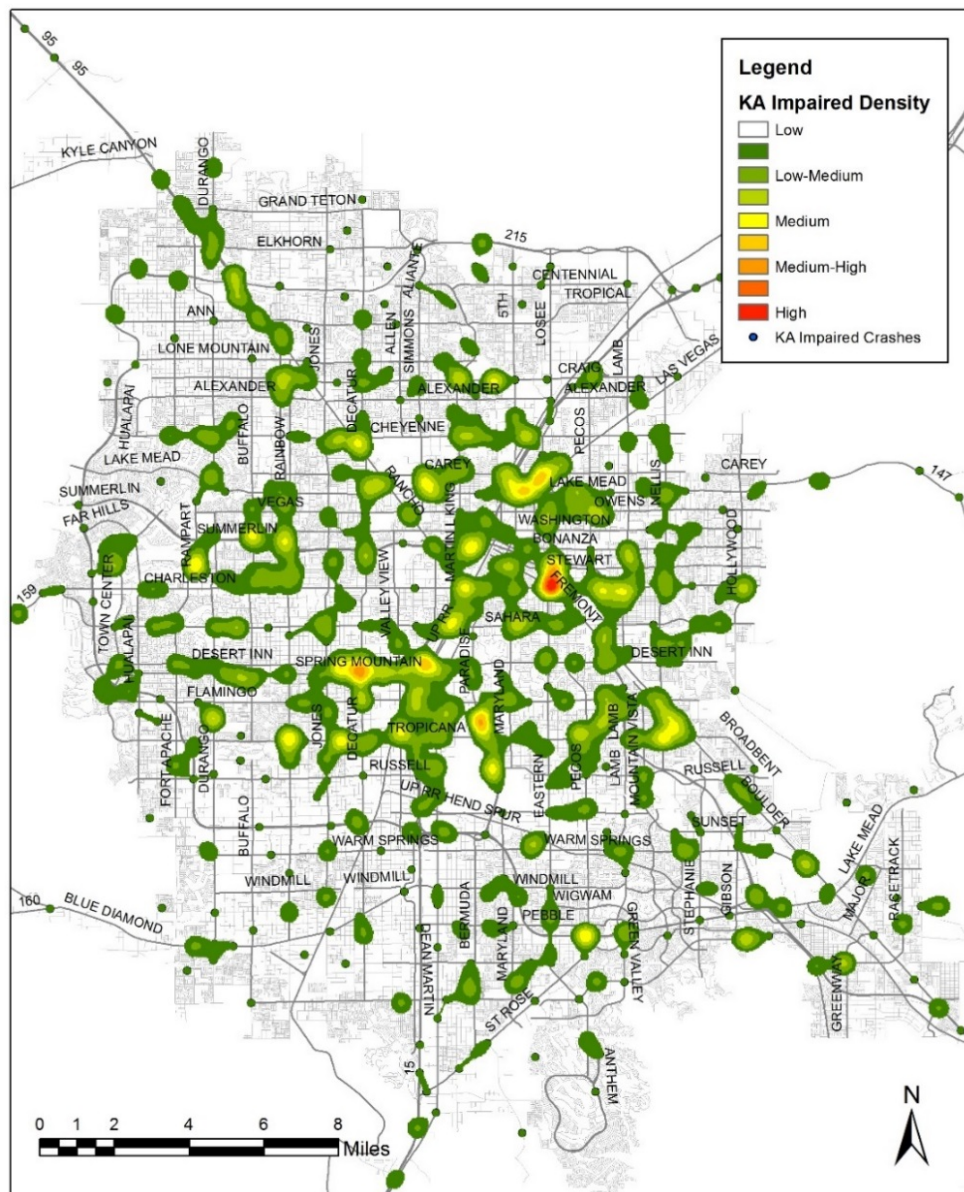 Legend
KA Impaired Density
Low
Low-Medium
Medium
Medium-High
High
KA Impaired Crashes
95
95
KYLE CANYON
DURANGO
GRAND TETON
ELKHORN
215
ALIANTE
CENTENNIAL
TROPICAL
5TH
ANN
ALLEN
SIMMONS
LOSEE
LONE MOUNTAIN
JONES
LAMB
LAS VEGAS
CRAIG
ALEXANDER
ALEXANDER
ALEXANDER
DECATUR
HUALAPAI
BUFFALO
RAINBOW
CHEYENNE
PECOS
LAKE MEAD
CAREY
CAREY
147
RANCHO
LAKE MEAD
NELLIS
SUMMERLIN
VEGAS
OWENS
FAR HILLS
WASHINGTON
SUMMERLIN
BONANZA
RAMPART
MARTIN L KING
STEWART
HOLLYWOOD
TOWN CENTER
CHARLESTON
FREMONT
159
VALLEY VIEW
UP RR
SAHARA
HUALAPAI
DESERT INN
PARADISE
DESERT INN
SPRING MOUNTAIN
MARYLAND
FLAMINGO
FORT APACHE
DURANGO
JONES
DECATUR
TROPICANA
LAMB
LAMB
MOUNTAIN VISTA
BROADBENT
EASTERN
PECOS
RUSSELL
RUSSELL
BOULDER
UP RR HEND SPUR
BUFFALO
SUNSET
WARM SPRINGS
WARM SPRINGS
LAKE MEAD
WINDMILL
WINDMILL
WINDMILL
STEPHANIE
GIBSON
MAJOR
RACETRACK
160
BLUE DIAMOND
BERMUDA
WIGWAM
PEBBLE
MARYLAND
GREEN VALLEY
DEAN MARTIN
ST ROSE
GREENWAY
15
ANTHEM
N
0 1 2 4 6 8
Miles